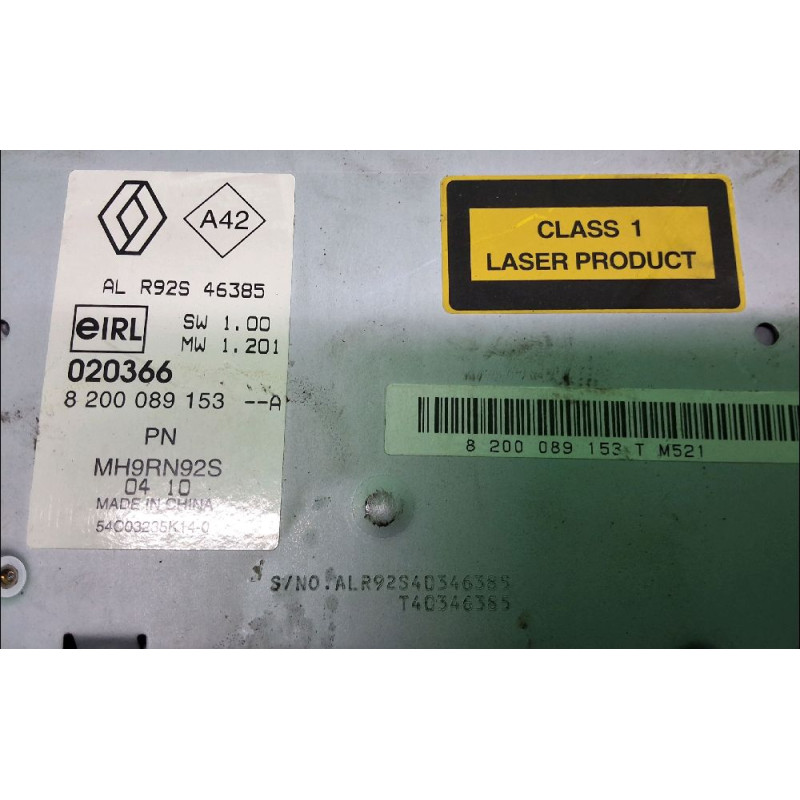 A42
AL R92S 46385
eIRL
SW 1.00
MW 1.201
020366
8 200 089 153 --A
PN
MH9RN92S
04 10
MADE IN CHINA
54C03235K14-0
CLASS 1
LASER PRODUCT
8 200 089 153 T M521
S/NO.ALR92S40346385
T40346385